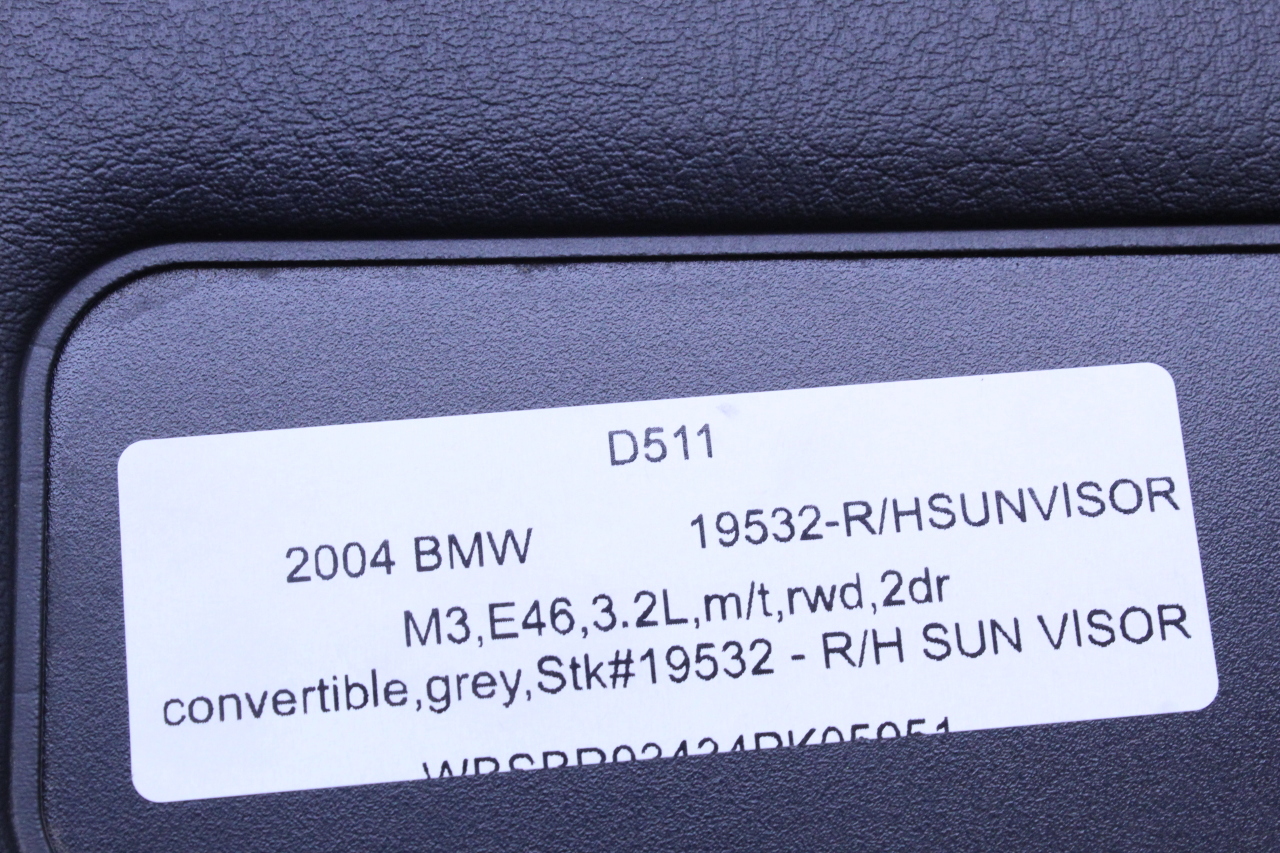 D511
2004 BMW 19532-R/HSUNVISOR
M3,E46,3.2L,m/t,rwd,2dr
convertible,grey,Stk#19532 - R/H SUN VISOR